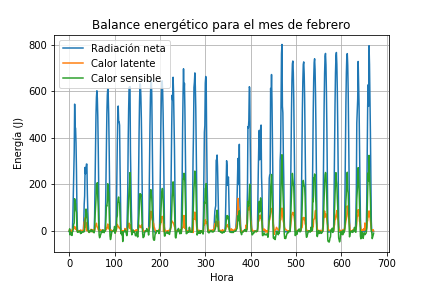 Balance energético para el mes de febrero
Radiación neta
Calor latente
Calor sensible
Energía (J)
800
600
400
200
0
0 100 200 300 400 500 600 700
Hora